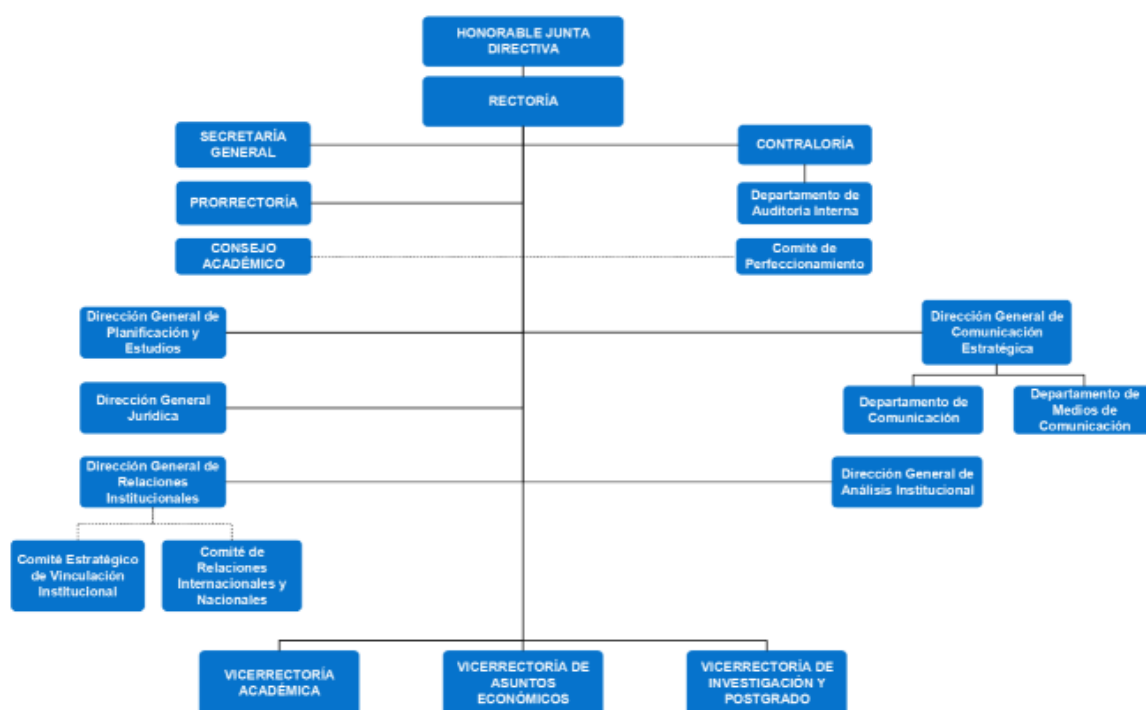 HONORABLE JUNTA
DIRECTIVA
RECTORÍA
SECRETARÍA
GENERAL
CONTRALORÍA
PRORRECTORÍA
Departamento de
Auditoría Interna
CONSEJO
ACADÉMICO
Comité de
Perfeccionamiento
Dirección General de
Planificación y
Estudios
Dirección General de
Comunicación
Estratégica
Dirección General
Jurídica
Departamento de
Comunicación
Departamento de
Medios de
Comunicación
Dirección General de
Relaciones
Institucionales
Dirección General de
Análisis Institucional
Comité Estratégico
de Vinculación
Institucional
Comité de
Relaciones
Internacionales y
Nacionales
VICERRECTORÍA
ACADÉMICA
VICERRECTORÍA DE
ASUNTOS
ECONÓMICOS
VICERRECTORÍA DE
INVESTIGACIÓN Y
POSTGRADO